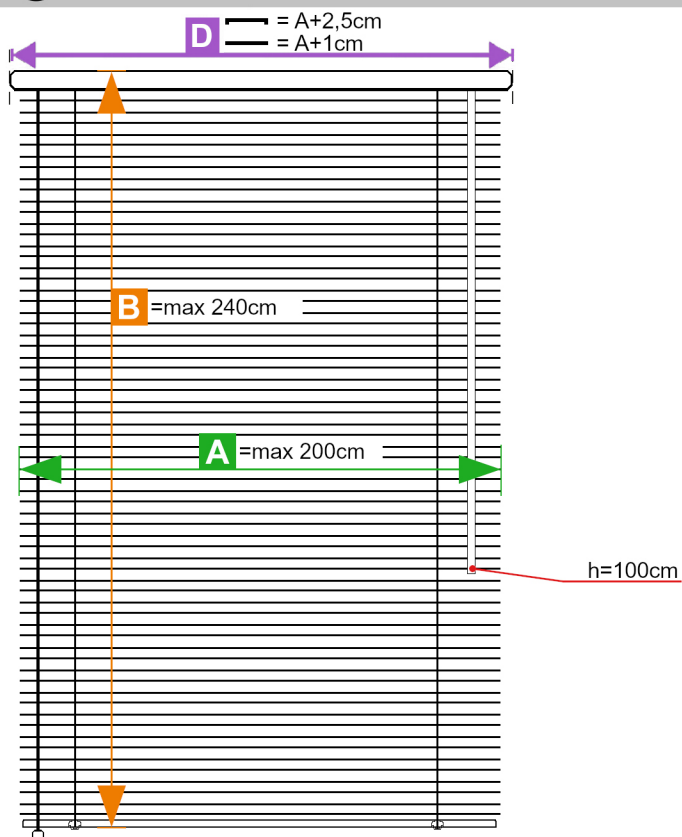 D = A+2,5cm
= A+1cm
B =max 240cm
A =max 200cm
h=100cm